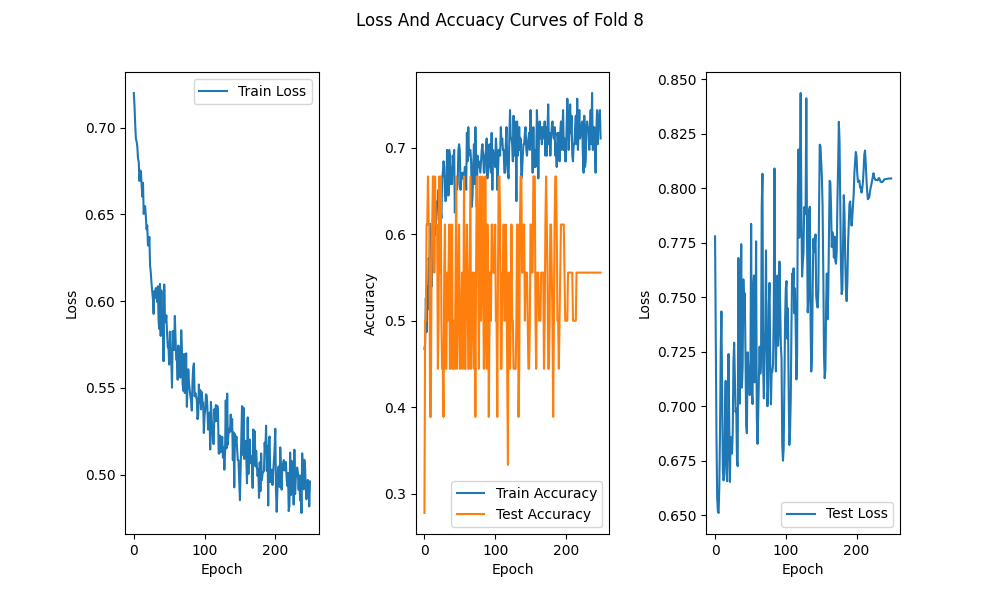 Loss And Accuacy Curves of Fold 8
Loss
0.70
0.65
0.60
0.55
0.50
0 100 200
Epoch
Train Loss
Accuracy
0.7
0.6
0.5
0.4
0.3
0 100 200
Epoch
Train Accuracy
Test Accuracy
Loss
0.850
0.825
0.800
0.775
0.750
0.725
0.700
0.675
0.650
0 100 200
Epoch
Test Loss